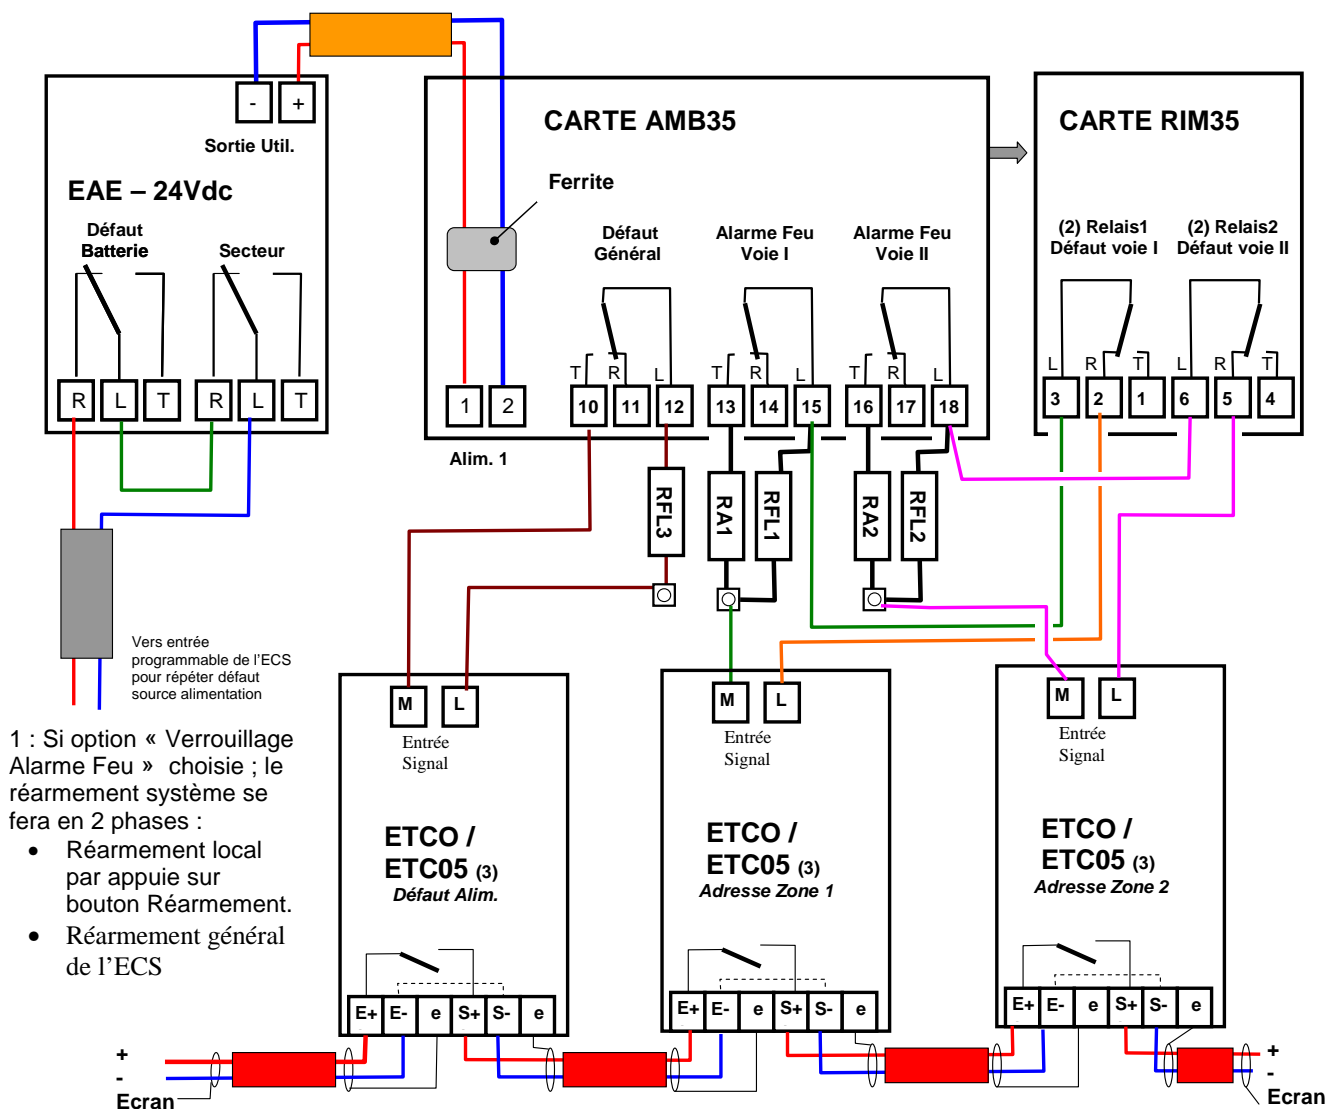 - +
Sortie Util.
EAE – 24Vdc
Défaut
Batterie
Secteur
R L T R L T
CARTE AMB35
Ferrite
Défaut
Général
Alarme Feu
Voie I
Alarme Feu
Voie II
T R L T R L T R L
1 2 10 11 12 13 14 15 16 17 18
Alim. 1
CARTE RIM35
(2) Relais1
Défaut voie I
(2) Relais2
Défaut voie II
L R T L R T
3 2 1 6 5 4
RFL3
RA1
RFL1
RA2
RFL2
Vers entrée
programmable de l'ECS
pour répéter défaut
source alimentation
1 : Si option « Verrouillage
Alarme Feu » choisie ; le
réarmement système se
fera en 2 phases :
• Réarmement local
par appuie sur
bouton Réarmement.
• Réarmement général
de l'ECS
M L
Entrée
Signal
ETCO /
ETC05 (3)
Défaut Alim.
E+ E- e S+ S- e
M L
Entrée
Signal
ETCO /
ETC05 (3)
Adresse Zone 1
E+ E- e S+ S- e
M L
Entrée
Signal
ETCO /
ETC05 (3)
Adresse Zone 2
E+ E- e S+ S- e
+
-
Ecran
+
-
Ecran